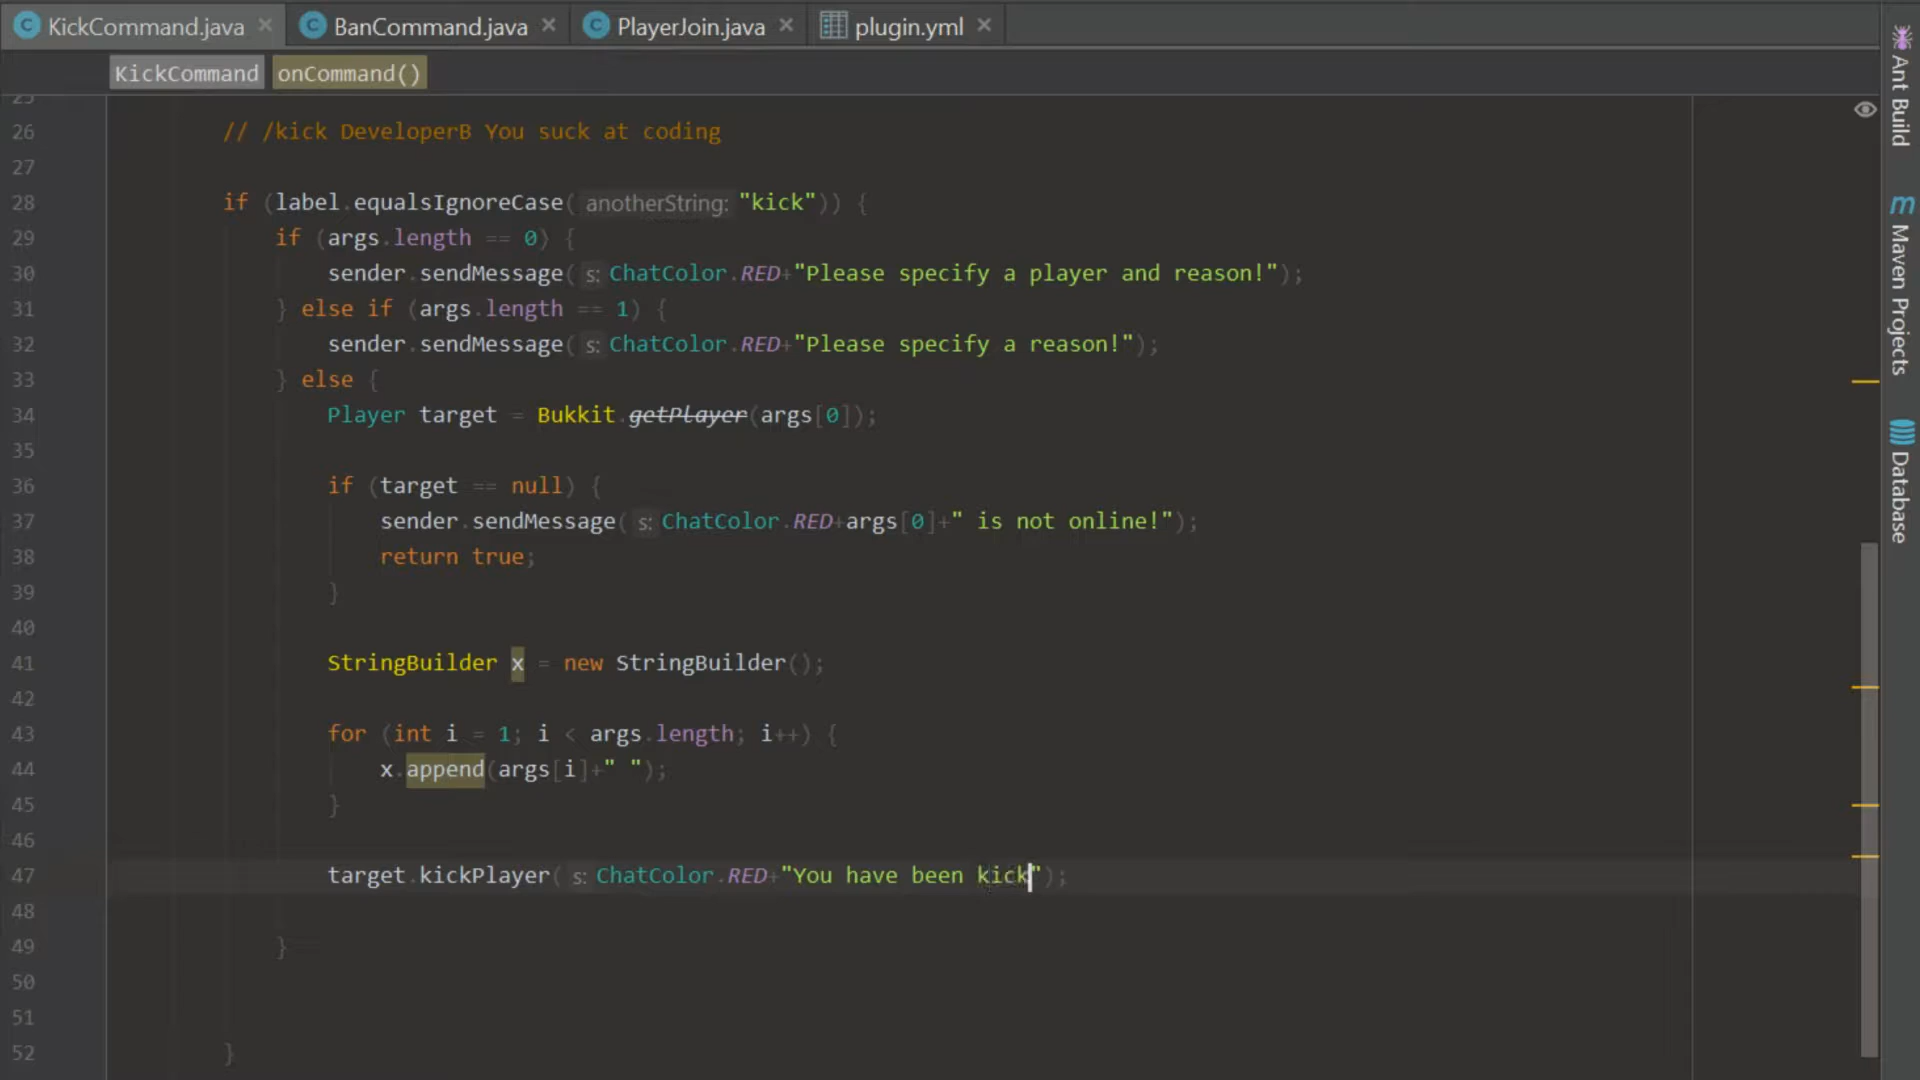 KickCommand.java BanCommand.java PlayerJoin.java plugin.yml
KickCommand onCommand()
25
26 // /kick DeveloperB You suck at coding
27
28 if (label.equalsIgnoreCase( anotherString: "kick")) {
29 if (args.length == 0) {
30 sender.sendMessage( s: ChatColor.RED+"Please specify a player and reason!");
31 } else if (args.length == 1) {
32 sender.sendMessage( s: ChatColor.RED+"Please specify a reason!");
33 } else {
34 Player target = Bukkit.getPlayer(args[0]);
35
36 if (target == null) {
37 sender.sendMessage( s: ChatColor.RED+args[0]+" is not online!");
38 return true;
39 }
40
41 StringBuilder x = new StringBuilder();
42
43 for (int i = 1; i < args.length; i++) {
44 x.append(args[i]+" ");
45 }
46
47 target.kickPlayer( s: ChatColor.RED+"You have been kick");
48
49 }
50
51
52 }
Ant Build
Maven Projects
Database